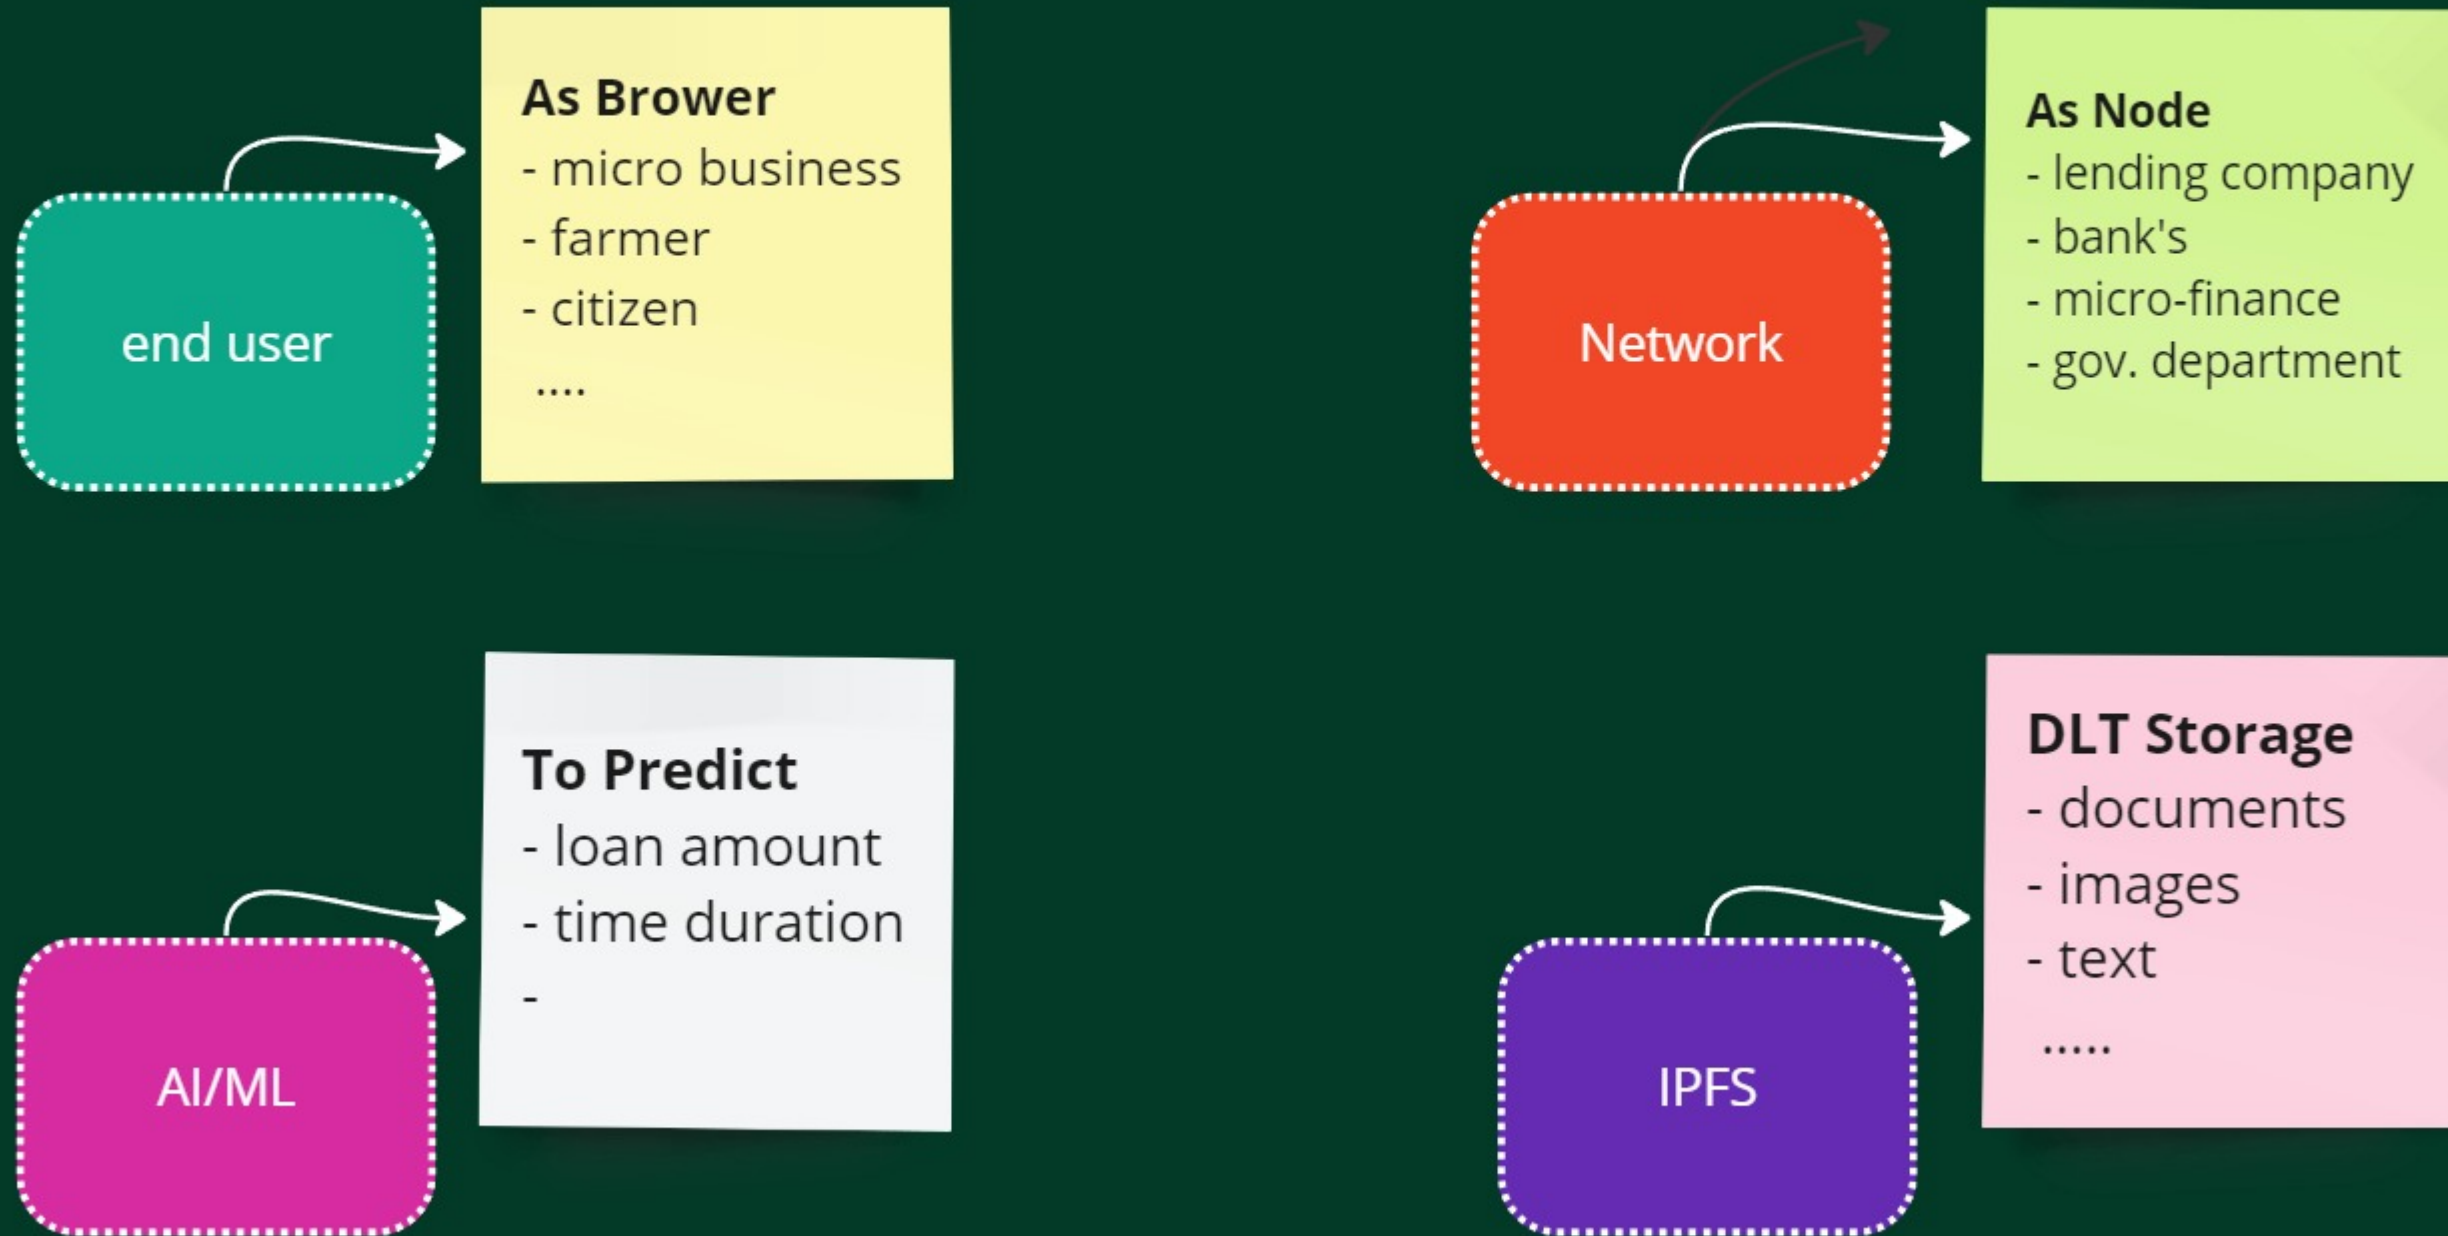 As Brower
- micro business
- farmer
- citizen
....
end user
As Node
- lending company
- bank's
- micro-finance
- gov. department
Network
To Predict
- loan amount
- time duration
-
AI/ML
DLT Storage
- documents
- images
- text
.....
IPFS